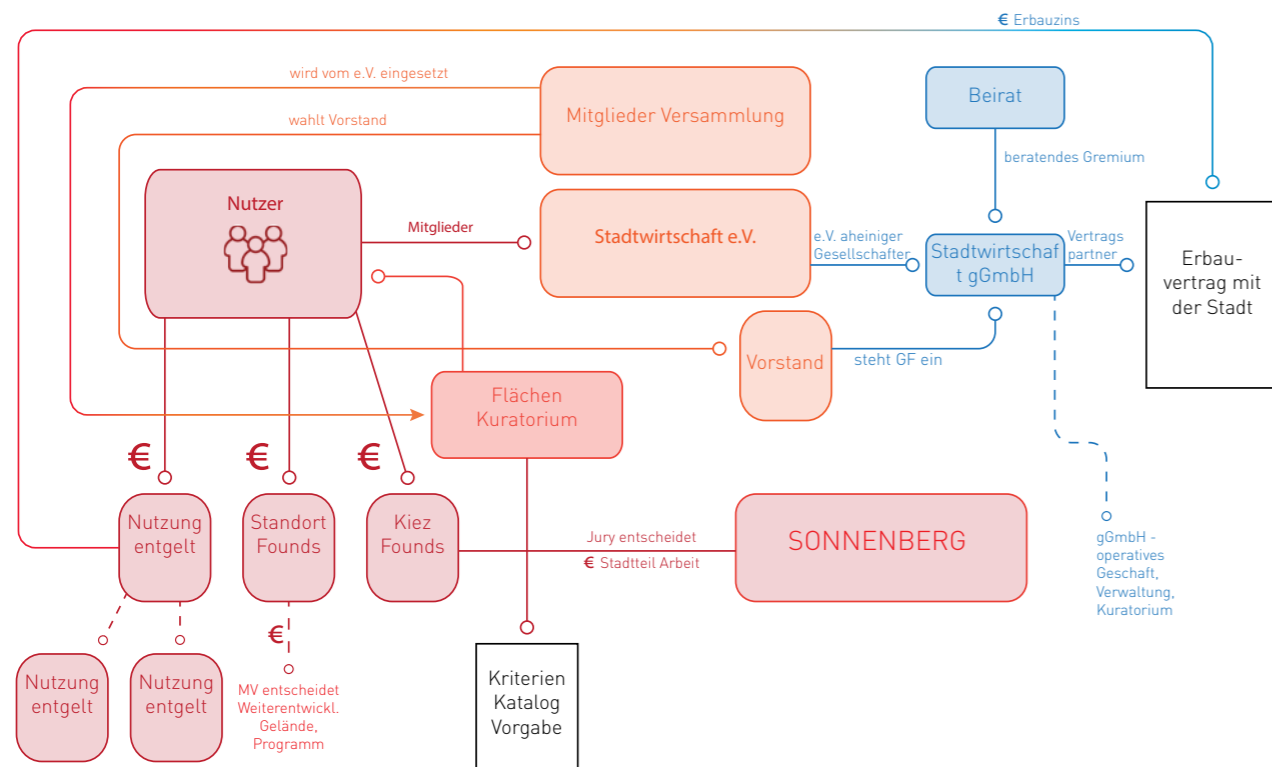 € Erbauzins
wird vom e.V. eingesetzt
Mitglieder Versammlung
Beirat
wahlt Vorstand
beratendes Gremium
Nutzer
Mitglieder
Stadtwirtschaft e.V.
e.V. aheiniger
Gesellschafter
Stadtwirtschaf
t gGmbH
Vertrags
partner
Erbau-
vertrag mit
der Stadt
Vorstand
steht GF ein
Flächen
Kuratorium
€
€
€
Nutzung
entgelt
Standort
Founds
Kiez
Founds
Jury entscheidet
€ Stadtteil Arbeit
SONNENBERG
gGmbH -
operatives
Geschaft,
Verwaltung,
Kuratorium
€
Nutzung
entgelt
Nutzung
entgelt
MV entscheidet
Weiterentwickl.
Gelände,
Programm
Kriterien
Katalog
Vorgabe